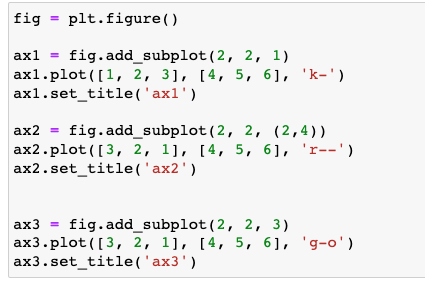 fig = plt.figure()
ax1 = fig.add_subplot(2, 2, 1)
ax1.plot([1, 2, 3], [4, 5, 6], 'k-')
ax1.set_title('ax1')
ax2 = fig.add_subplot(2, 2, (2,4))
ax2.plot([3, 2, 1], [4, 5, 6], 'r--')
ax2.set_title('ax2')
ax3 = fig.add_subplot(2, 2, 3)
ax3.plot([3, 2, 1], [4, 5, 6], 'g-o')
ax3.set_title('ax3')